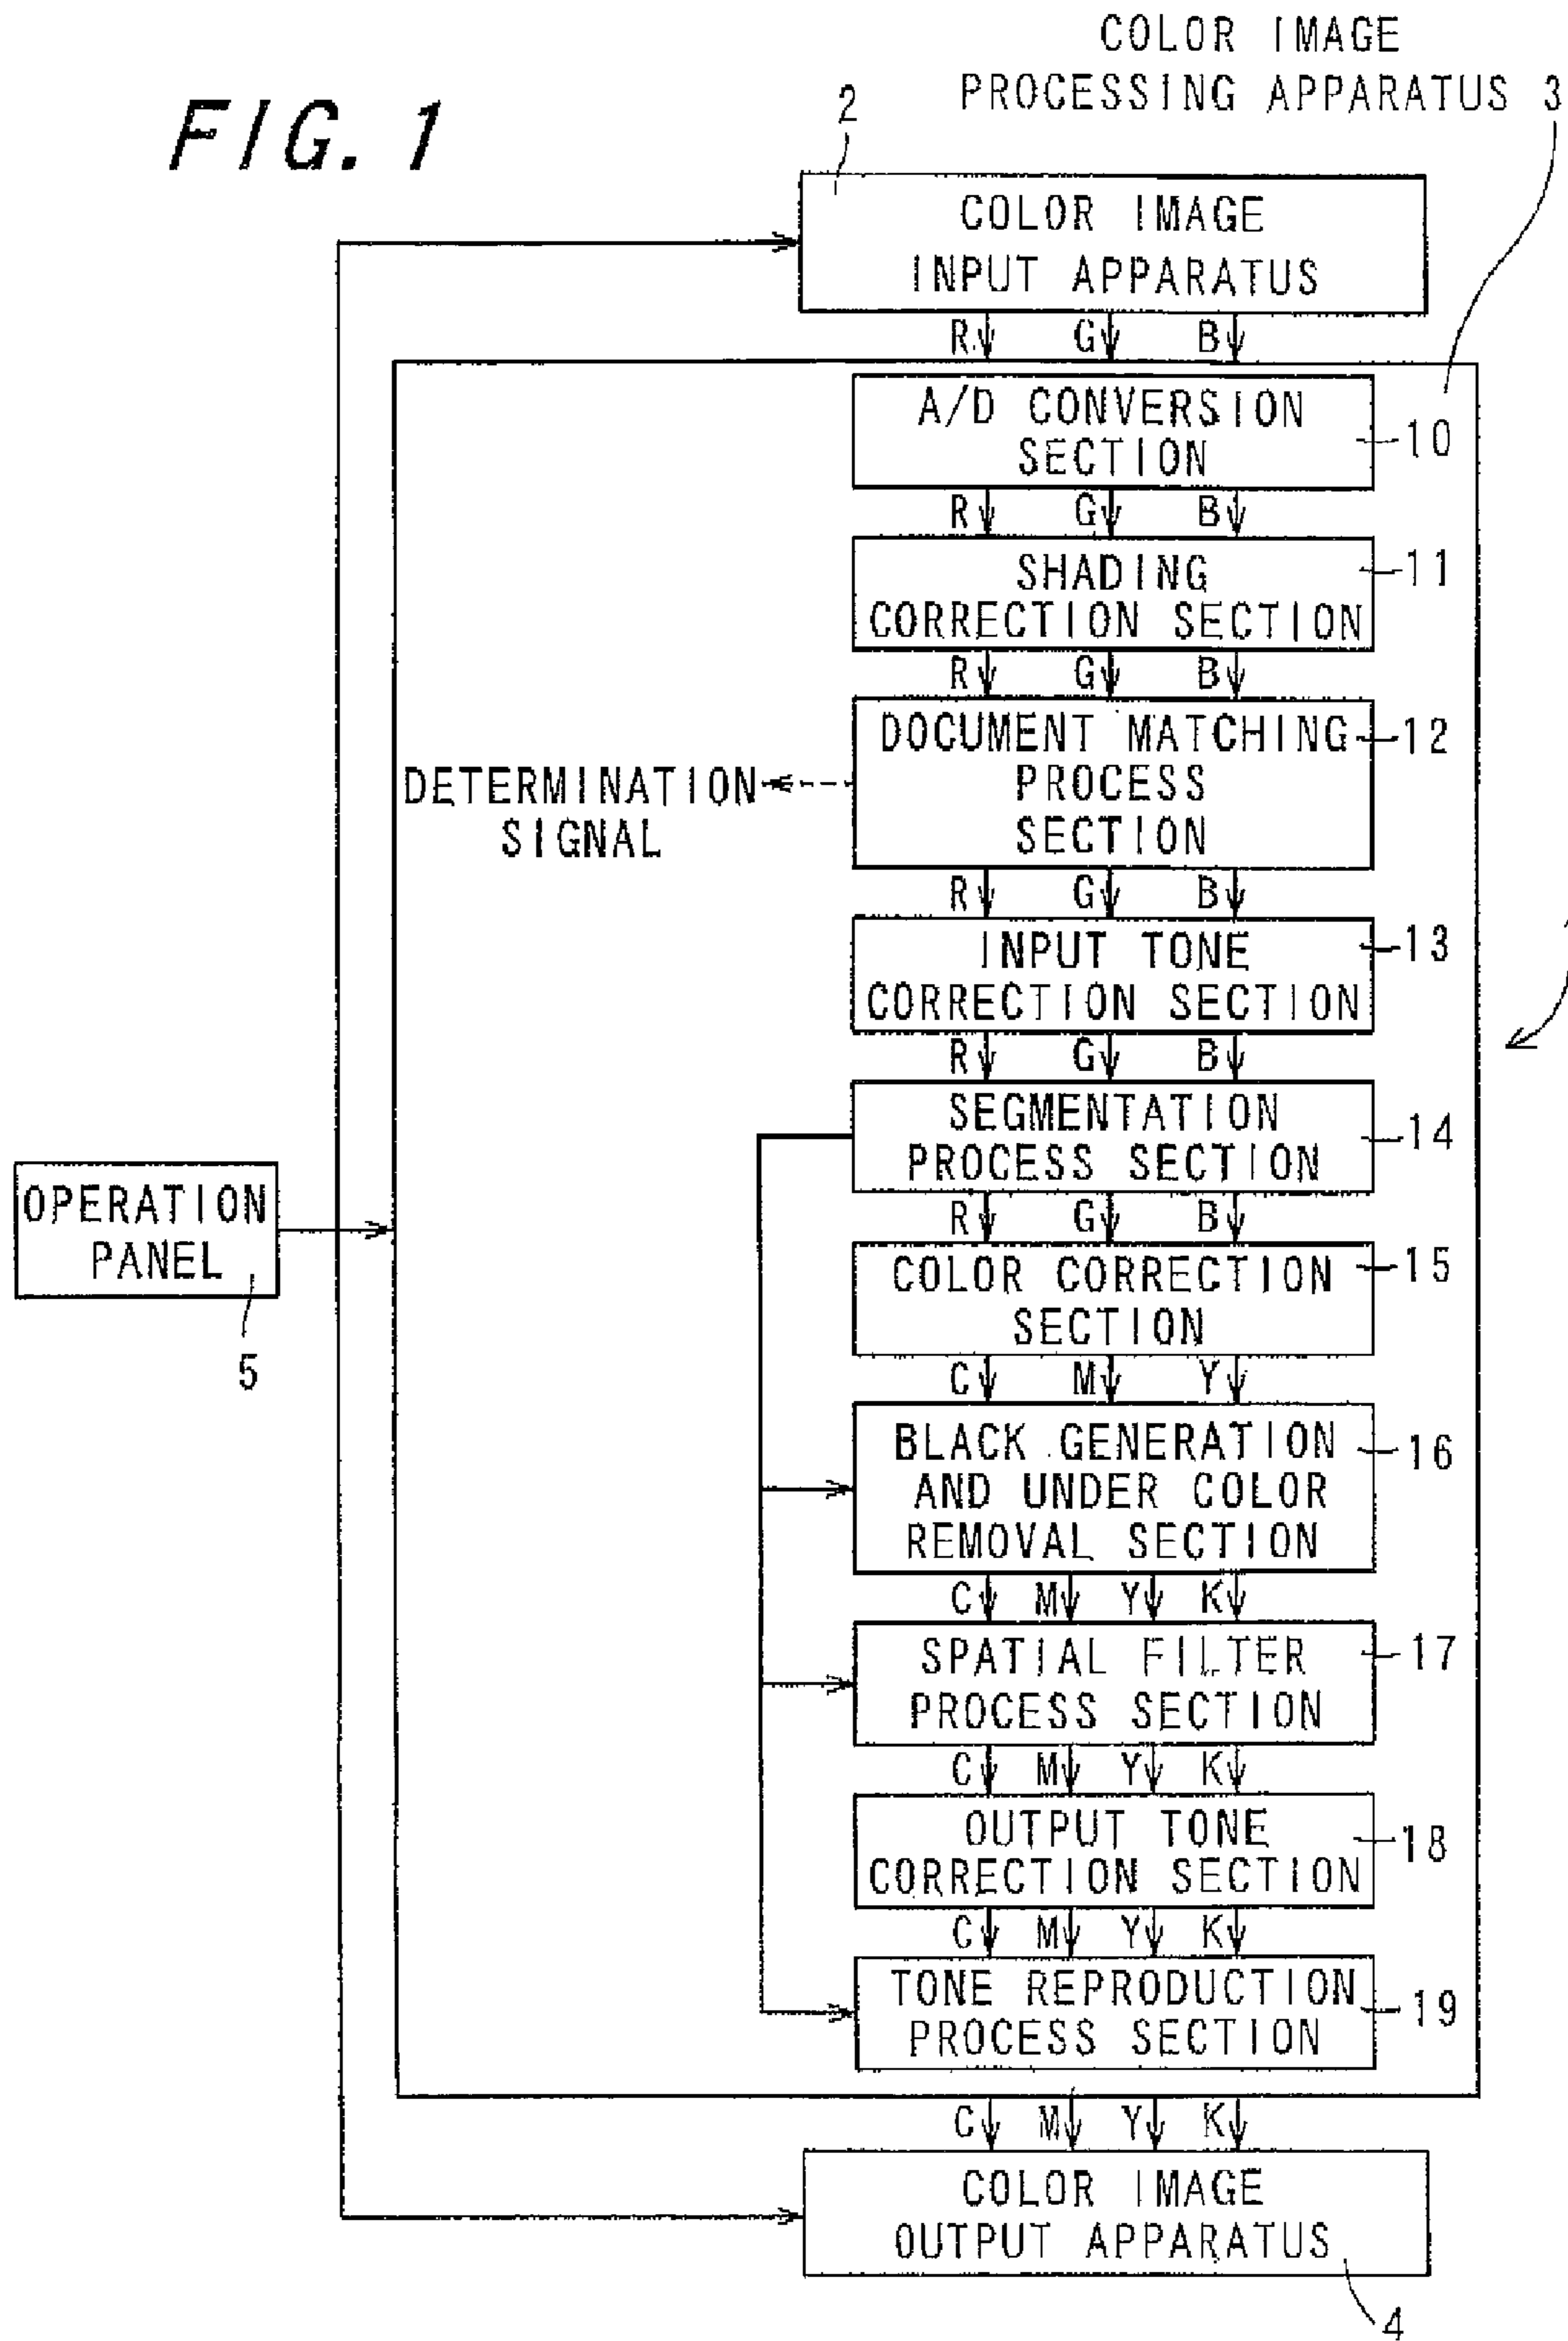 COLOR IMAGE
PROCESSING APPARATUS 3
FIG. 1
2
COLOR IMAGE
INPUT APPARATUS
R G B
A/D CONVERSION
SECTION
10
R G B
SHADING
CORRECTION SECTION
11
R G B
DOCUMENT MATCHING
PROCESS
SECTION
12
DETERMINATION
SIGNAL
R G B
INPUT TONE
CORRECTION SECTION
13
R G B
SEGMENTATION
PROCESS SECTION
14
OPERATION
PANEL
5
R G B
COLOR CORRECTION
SECTION
15
C M Y
BLACK GENERATION
AND UNDER COLOR
REMOVAL SECTION
16
C M Y K
SPATIAL FILTER
PROCESS SECTION
17
C M Y K
OUTPUT TONE
CORRECTION SECTION
18
C M Y K
TONE REPRODUCTION
PROCESS SECTION
19
C M Y K
COLOR IMAGE
OUTPUT APPARATUS
4